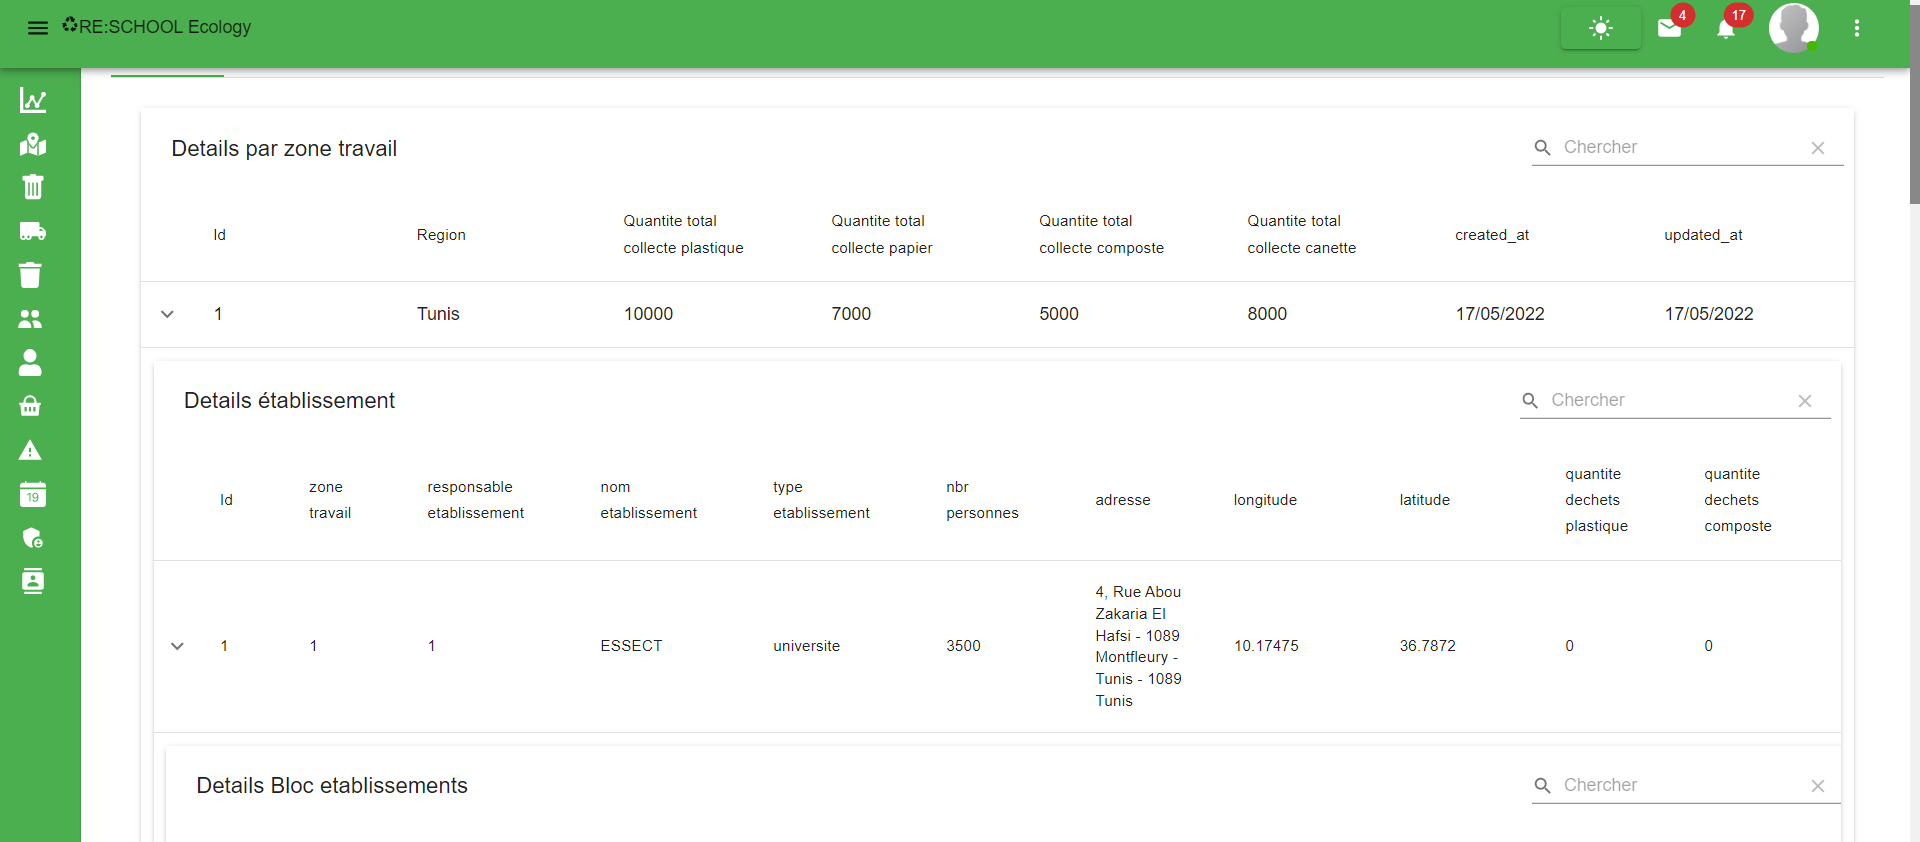 RE:SCHOOL Ecology
4
17
19
Details par zone travail
Chercher
Id
Region
Quantite total
collecte plastique
Quantite total
collecte papier
Quantite total
collecte composte
Quantite total
collecte canette
created_at
updated_at
1
Tunis
10000
7000
5000
8000
17/05/2022
17/05/2022
Details établissement
Chercher
Id
zone
travail
responsable
etablissement
nom
etablissement
type
etablissement
nbr
personnes
adresse
longitude
latitude
quantite
dechets
plastique
quantite
dechets
composte
1
1
1
ESSECT
universite
3500
4, Rue Abou
Zakaria El
Hafsi - 1089
Montfleury -
Tunis - 1089
Tunis
10.17475
36.7872
0
0
Details Bloc etablissements
Chercher